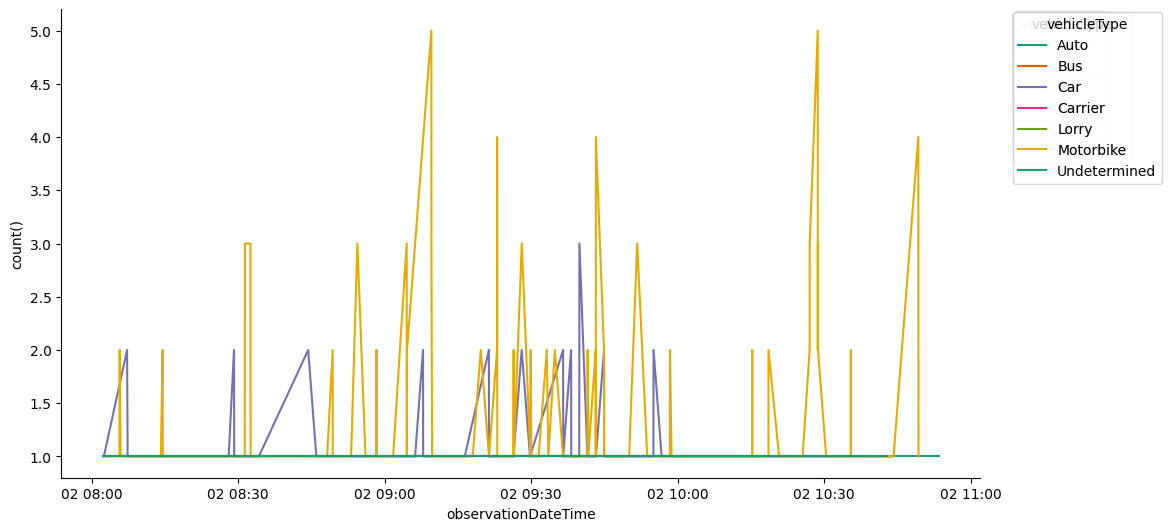 5.0
4.5
4.0
3.5
3.0
2.5
2.0
1.5
1.0
count()
02 08:00
02 08:30
02 09:00
02 09:30
02 10:00
02 10:30
02 11:00
observationDateTime
vehicleType
Auto
Bus
Car
Carrier
Lorry
Motorbike
Undetermined